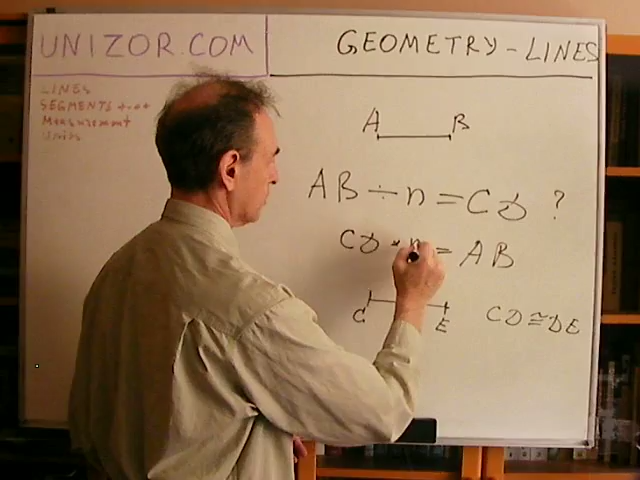 UNIZOR.COM
GEOMETRY - LINES
LINES
SEGMENTS + - ÷ *
Measurement
Units
A B
AB ÷ n = CD ?
CD * n = AB
C E
CD ≅ DE